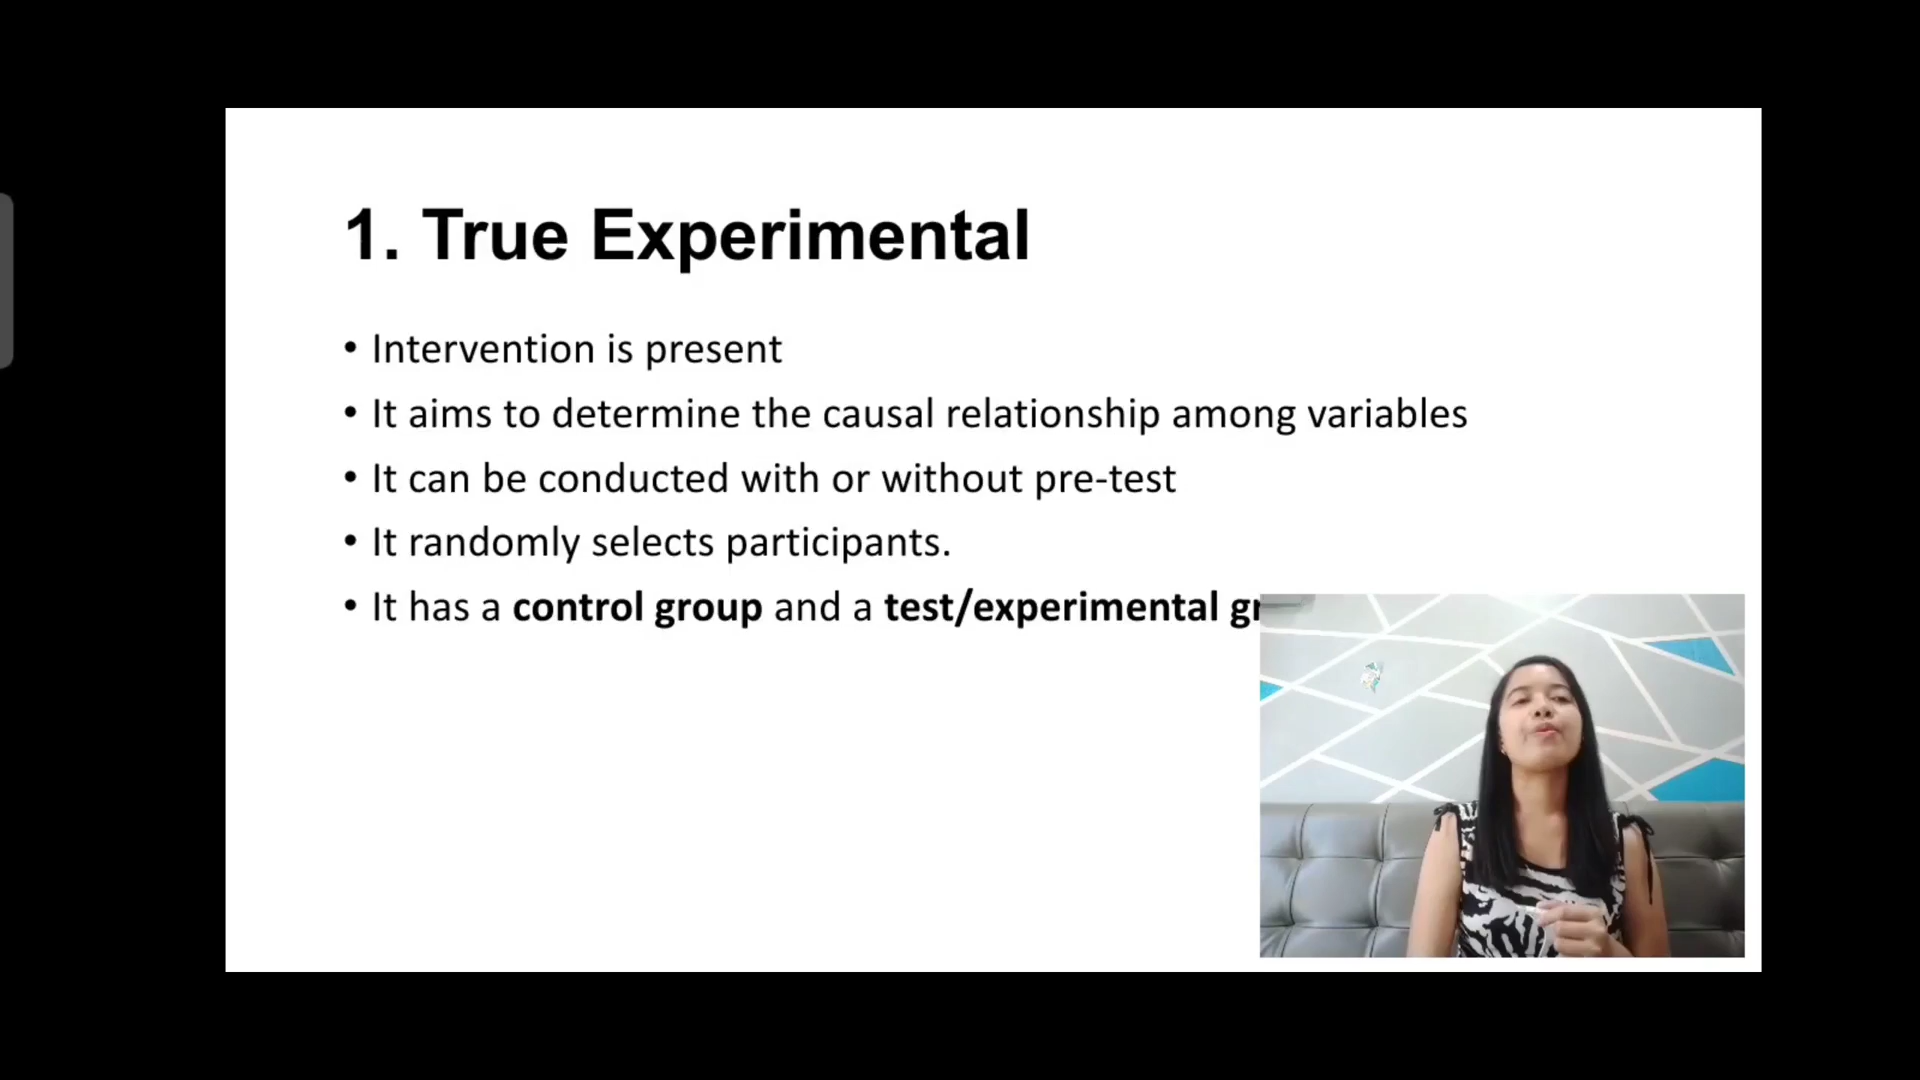 1. True Experimental
• Intervention is present
• It aims to determine the causal relationship among variables
• It can be conducted with or without pre-test
• It randomly selects participants.
• It has a control group and a test/experimental